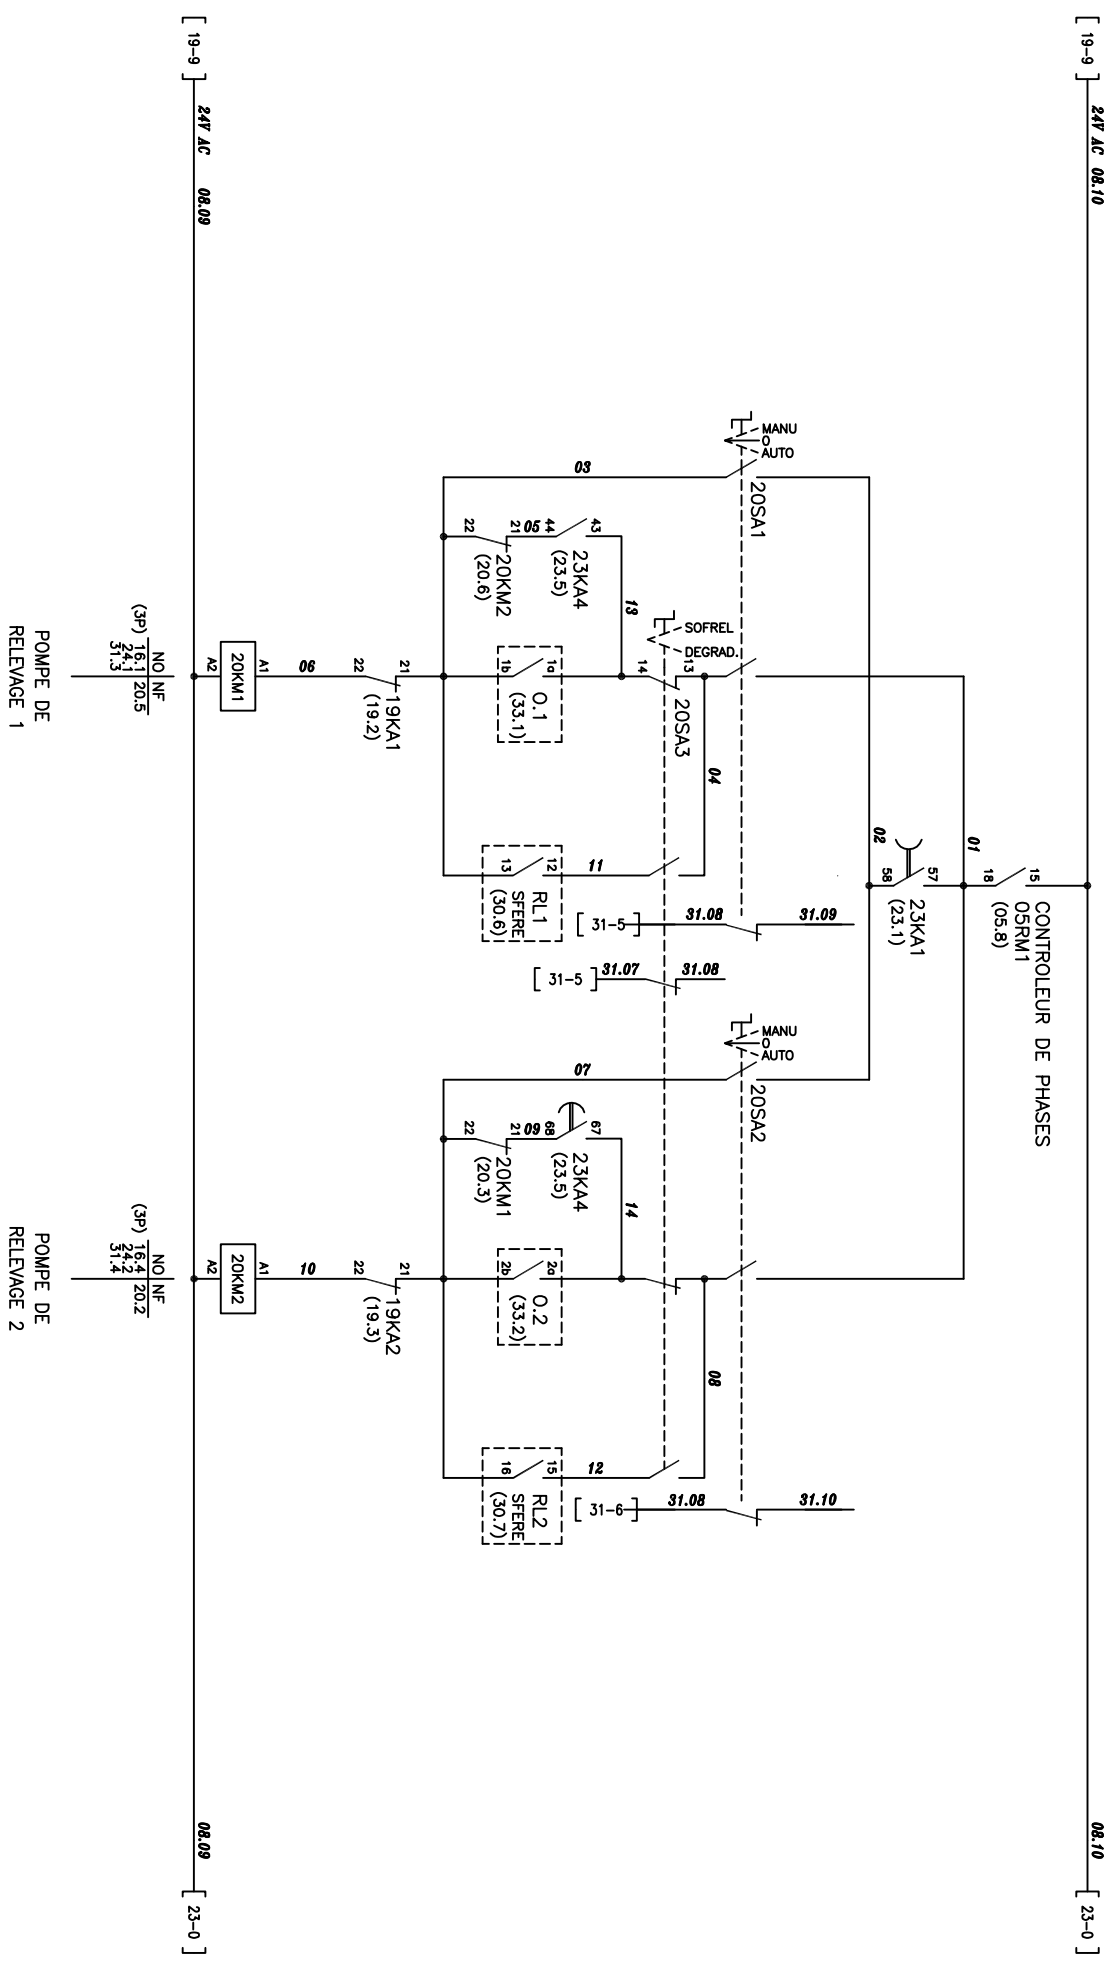 [ 19-9 ] 24V AC 08.10
08.10 [ 23-0 ]
CONTROLEUR DE PHASES
05RM1
(05.8)
15
18
01
57
58
23KA1
(23.1)
02
MANU
0
AUTO
20SA1
31.09
31.08
[ 31-5 ]
MANU
0
AUTO
20SA2
31.10
31.08
[ 31-6 ]
03
04
07
08
SOFREL
DEGRAD.
13
14
20SA3
31.08
31.07
[ 31-5 ]
13
43
44
23KA4
(23.5)
05
21
22
20KM2
(20.6)
1a
1b
O.1
(33.1)
11
12
13
RL1
SFERE
(30.6)
14
67
68
23KA4
(23.5)
09
21
22
20KM1
(20.3)
2a
2b
O.2
(33.2)
12
15
16
RL2
SFERE
(30.7)
21
22
19KA1
(19.2)
21
22
19KA2
(19.3)
06
10
A1
20KM1
A2
A1
20KM2
A2
[ 19-9 ] 24V AC 08.09
08.09 [ 23-0 ]
NO NF
(3P) 16.1 20.5
24.1
31.3
NO NF
(3P) 16.4 20.2
24.2
31.4
POMPE DE
RELEVAGE 1
POMPE DE
RELEVAGE 2